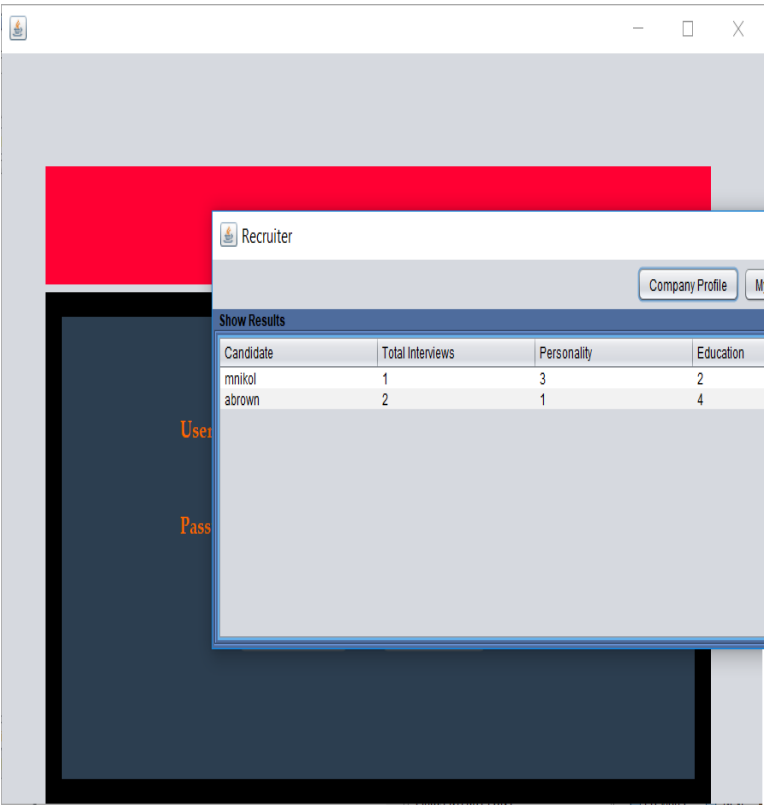 Recruiter
Company Profile
Show Results
Candidate Total Interviews Personality Education
mnikol 1 3 2
abrown 2 1 4
User
Pass